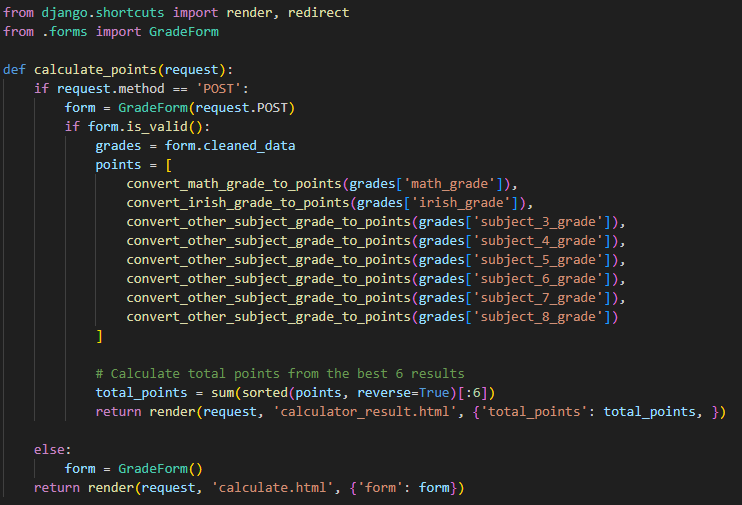 from django.shortcuts import render, redirect
from .forms import GradeForm

def calculate_points(request):
    if request.method == 'POST':
        form = GradeForm(request.POST)
        if form.is_valid():
            grades = form.cleaned_data
            points = [
                convert_math_grade_to_points(grades['math_grade']),
                convert_irish_grade_to_points(grades['irish_grade']),
                convert_other_subject_grade_to_points(grades['subject_3_grade']),
                convert_other_subject_grade_to_points(grades['subject_4_grade']),
                convert_other_subject_grade_to_points(grades['subject_5_grade']),
                convert_other_subject_grade_to_points(grades['subject_6_grade']),
                convert_other_subject_grade_to_points(grades['subject_7_grade']),
                convert_other_subject_grade_to_points(grades['subject_8_grade'])
            ]

            # Calculate total points from the best 6 results
            total_points = sum(sorted(points, reverse=True)[:6])
            return render(request, 'calculator_result.html', {'total_points': total_points, })

    else:
        form = GradeForm()
    return render(request, 'calculate.html', {'form': form})